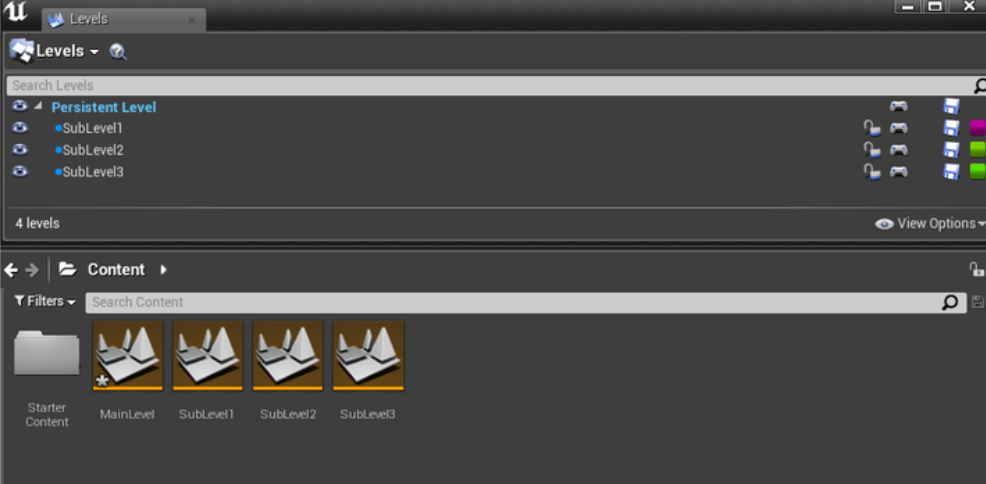 Levels
Levels
Search Levels
Persistent Level
SubLevel1
SubLevel2
SubLevel3
4 levels
View Options
Content
Filters
Search Content
Starter
Content
MainLevel
SubLevel1
SubLevel2
SubLevel3